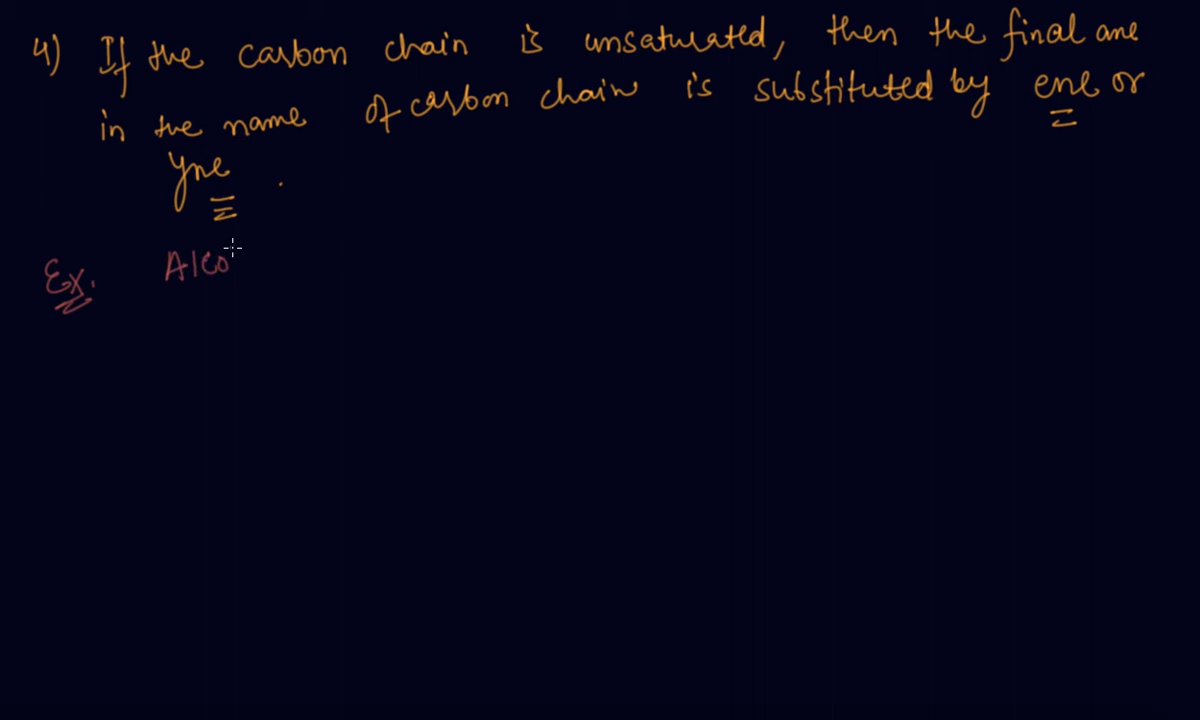 4) If the carbon chain is unsaturated, then the final ane
in the name of carbon chain is substituted by ene or
yne .
Ex. Alco